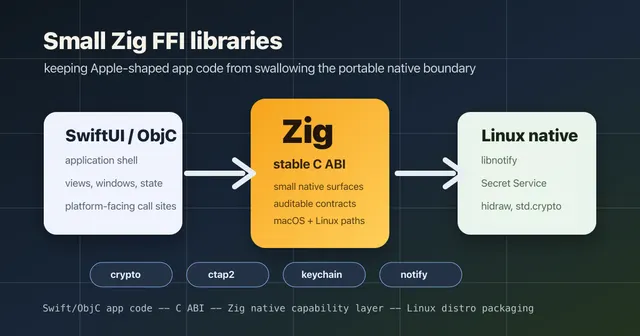 Small Zig FFI libraries
keeping Apple-shaped app code from swallowing the portable native boundary
SwiftUI / ObjC
application shell
views, windows, state
platform-facing call sites
Zig
stable C ABI
small native surfaces
auditable contracts
macOS + Linux paths
Linux native
libnotify
Secret Service
hidraw, std.crypto
crypto
ctap2
keychain
notify
Swift/ObjC app code —— C ABI —— Zig native capability layer —— Linux distro packaging